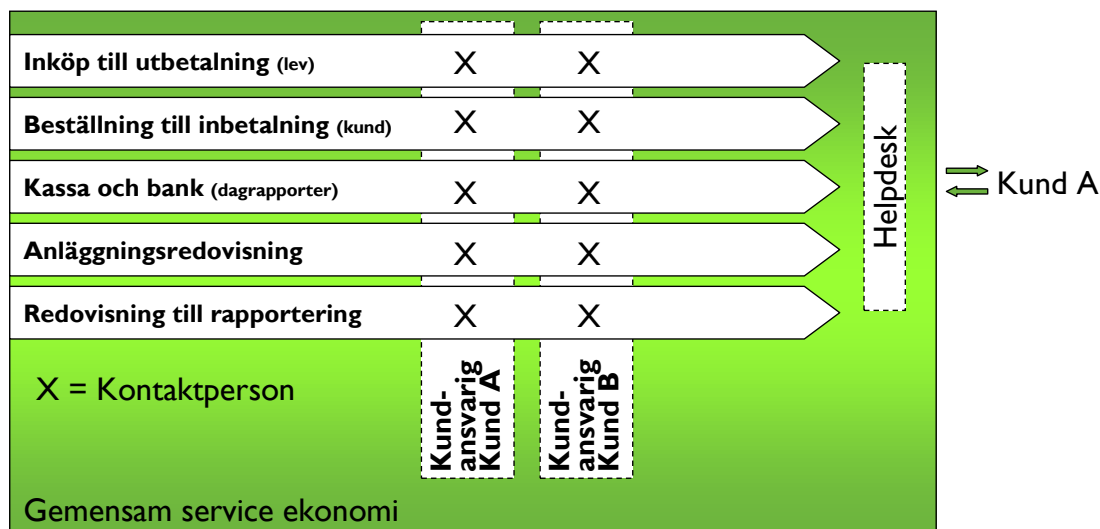 Inköp till utbetalning (lev) X X
Beställning till inbetalning (kund) X X
Kassa och bank (dagrapporter) X X
Anläggningsredovisning X X
Redovisning till rapportering X X
Helpdesk
Kund A
X = Kontaktperson
Kund-
ansvarig
Kund A
Kund-
ansvarig
Kund B
Gemensam service ekonomi